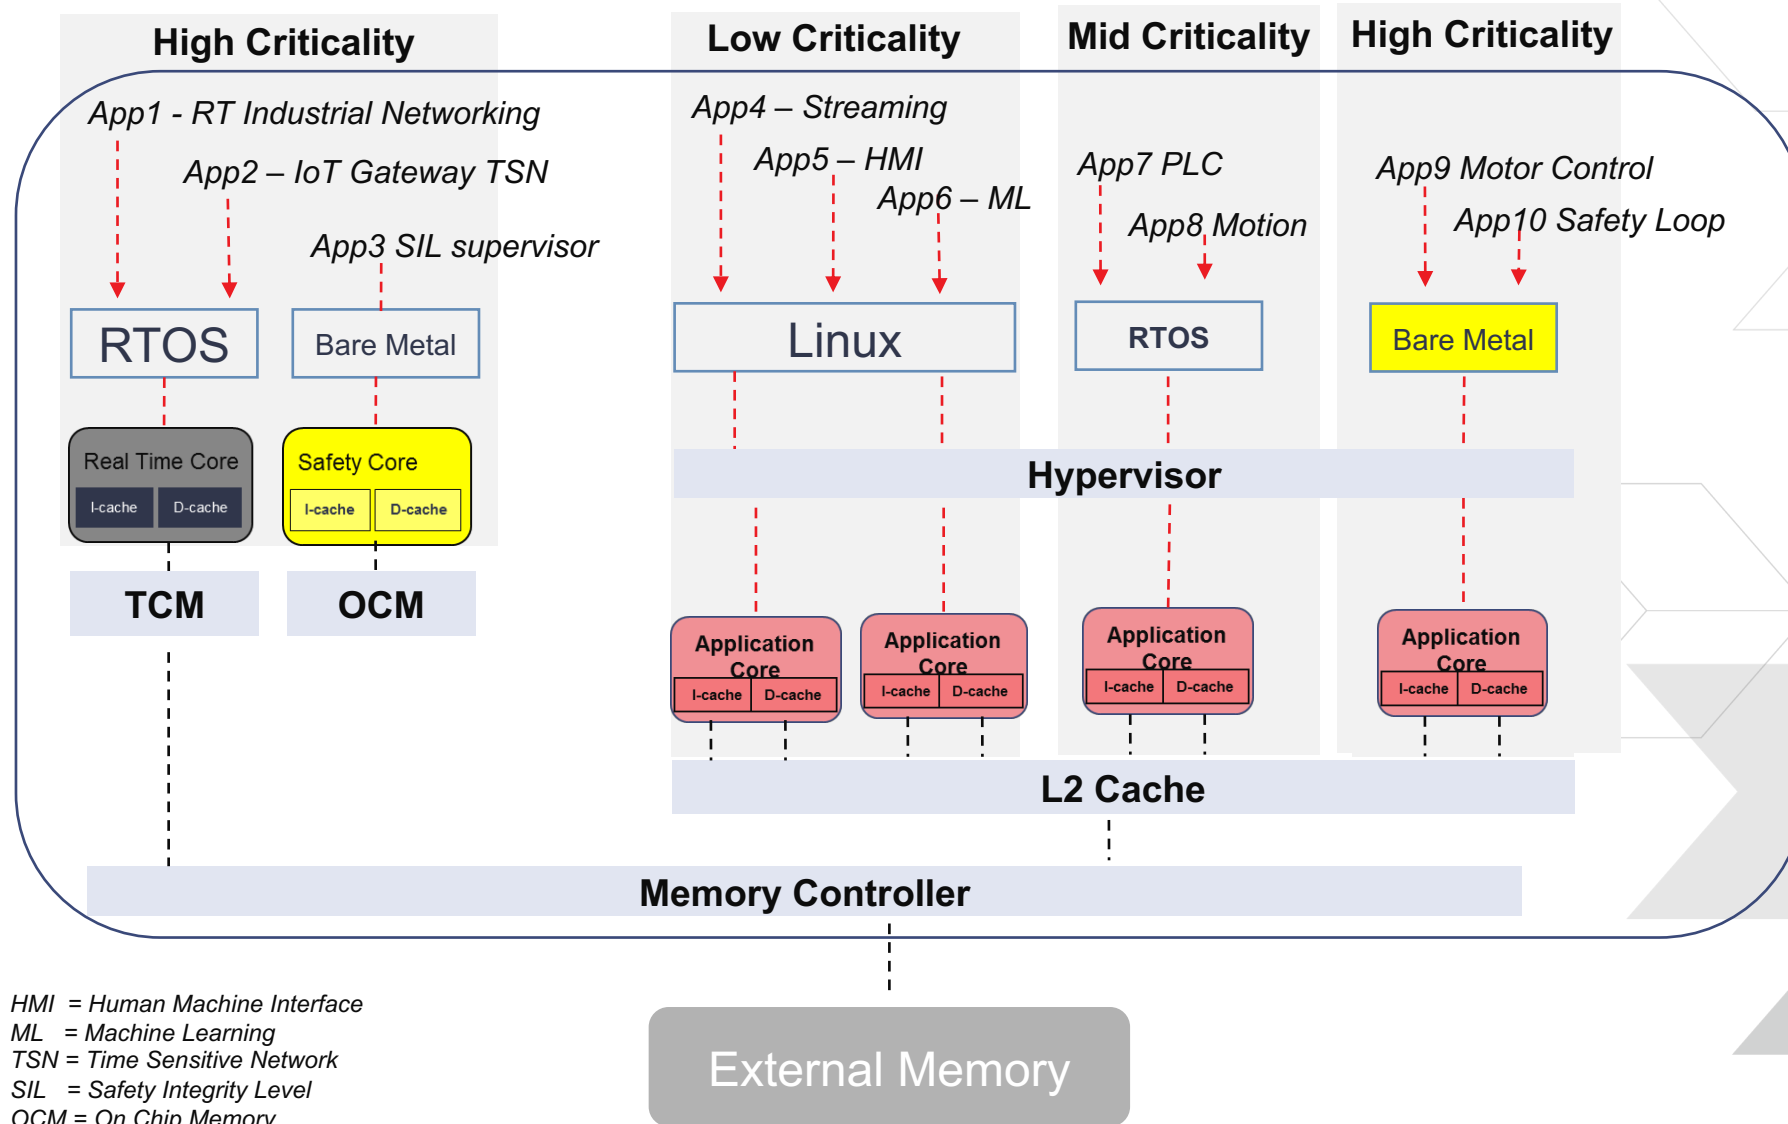 High Criticality
Low Criticality
Mid Criticality
High Criticality
App1 - RT Industrial Networking
App2 – IoT Gateway TSN
App3 SIL supervisor
App4 – Streaming
App5 – HMI
App6 – ML
App7 PLC
App8 Motion
App9 Motor Control
App10 Safety Loop
RTOS
Bare Metal
Linux
RTOS
Bare Metal
Real Time Core
I-cache
D-cache
Safety Core
I-cache
D-cache
Hypervisor
TCM
OCM
Application
Core
I-cache
D-cache
Application
Core
I-cache
D-cache
Application
Core
I-cache
D-cache
Application
Core
I-cache
D-cache
L2 Cache
Memory Controller
External Memory
HMI = Human Machine Interface
ML = Machine Learning
TSN = Time Sensitive Network
SIL = Safety Integrity Level
OCM = On Chip Memory